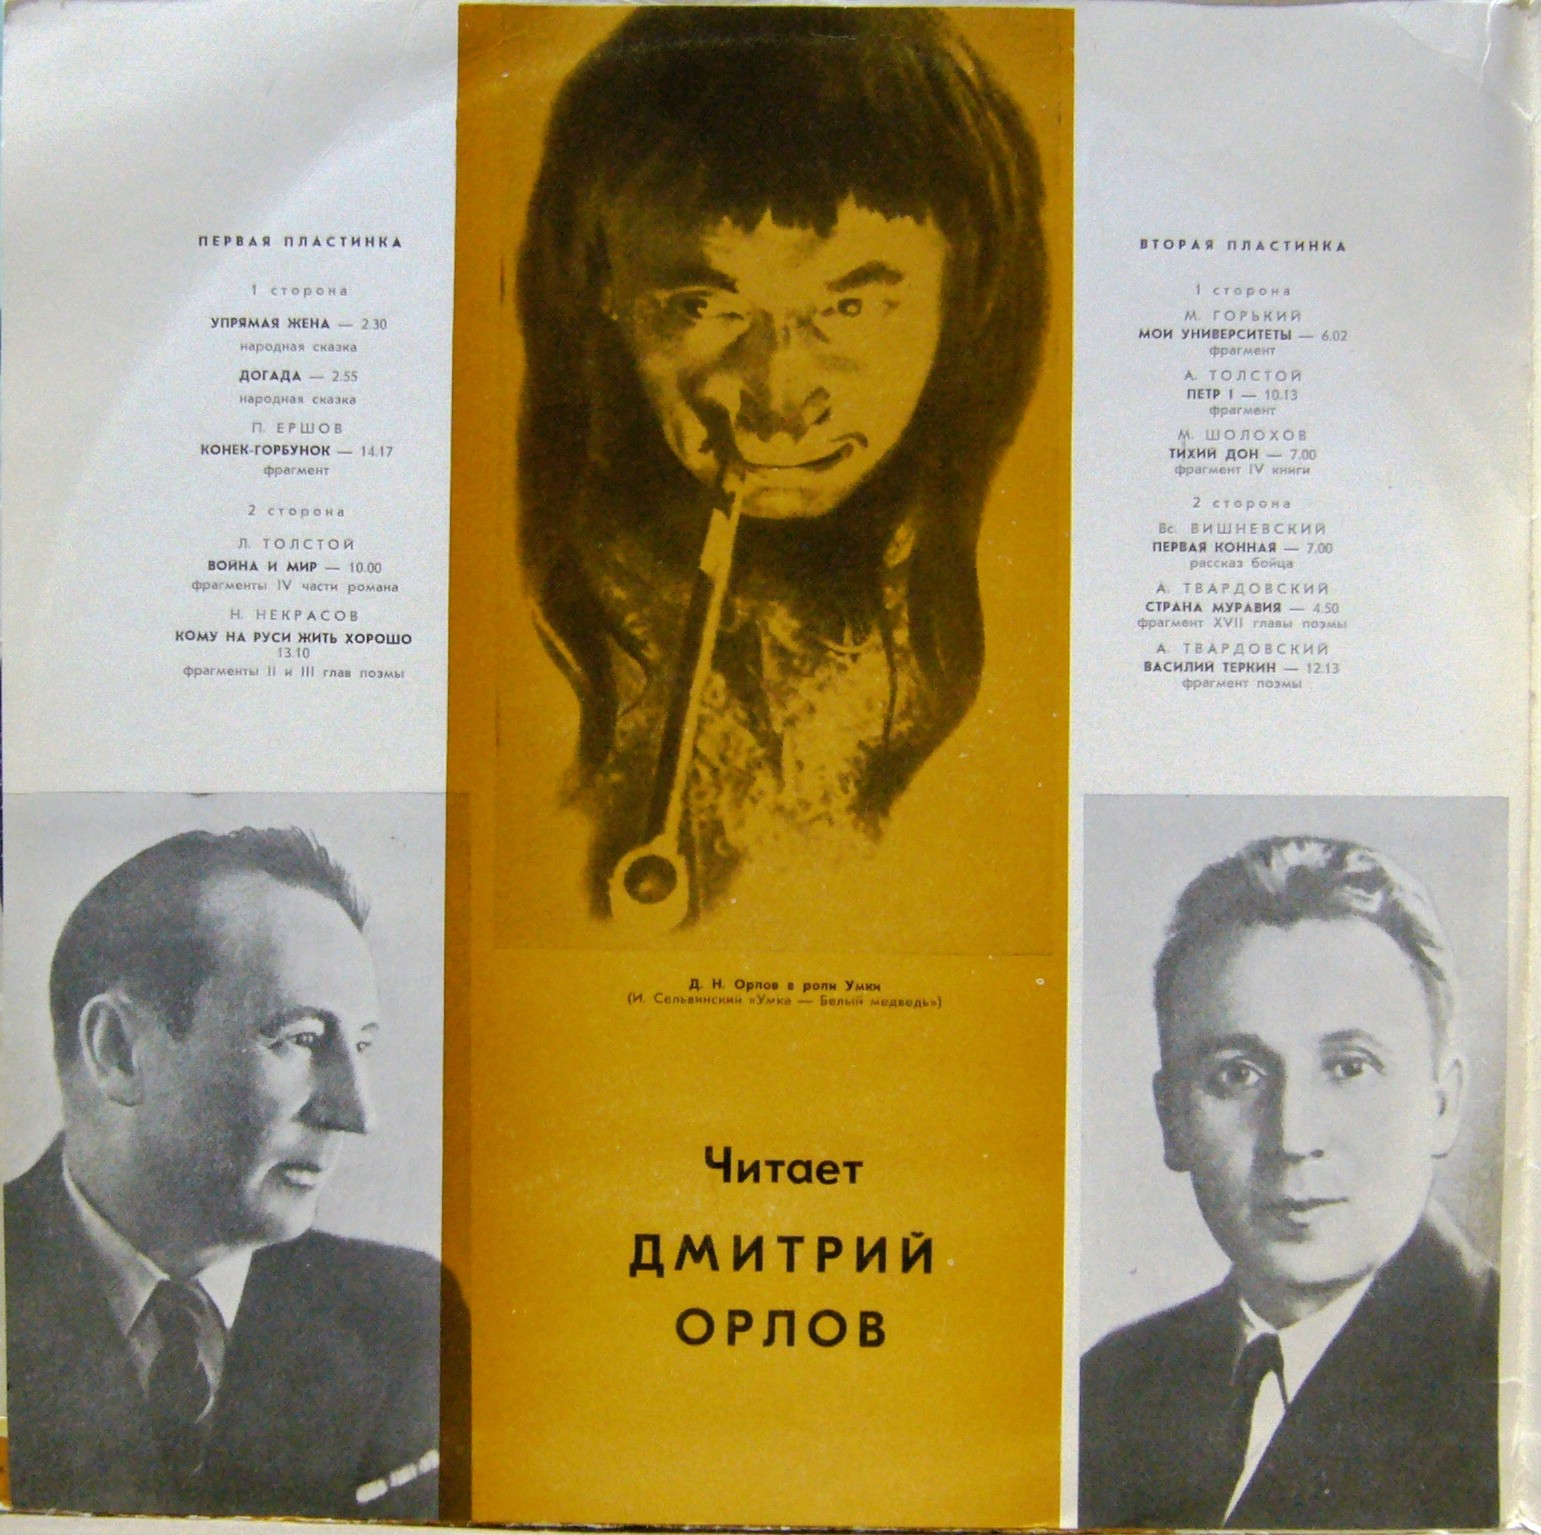 ПЕРВАЯ ПЛАСТИНКА
1 сторона
УПРЯМАЯ ЖЕНА — 2.30
народная сказка
ДОГАДА — 2.55
народная сказка
П. ЕРШОВ
КОНЕК-ГОРБУНОК — 14.17
фрагмент
2 сторона
Л. ТОЛСТОЙ
ВОЙНА И МИР — 10.00
фрагменты IV части романа
Н. НЕКРАСОВ
КОМУ НА РУСИ ЖИТЬ ХОРОШО
13.10
фрагменты II и III глав поэмы
Д. Н. Орлов в роли Умки
(И. Сельвинский «Умка — Белый медведь»)
Читает
ДМИТРИЙ
ОРЛОВ
ВТОРАЯ ПЛАСТИНКА
1 сторона
М. ГОРЬКИЙ
МОИ УНИВЕРСИТЕТЫ — 6.02
фрагмент
А. ТОЛСТОЙ
ПЕТР I — 10.13
фрагмент
М. ШОЛОХОВ
ТИХИЙ ДОН — 7.00
фрагмент IV книги
2 сторона
Вс. ВИШНЕВСКИЙ
ПЕРВАЯ КОННАЯ — 7.00
рассказ бойца
А. ТВАРДОВСКИЙ
СТРАНА МУРАВИЯ — 4.50
фрагмент XVII главы поэмы
А. ТВАРДОВСКИЙ
ВАСИЛИЙ ТЕРКИН — 12.13
фрагмент поэмы